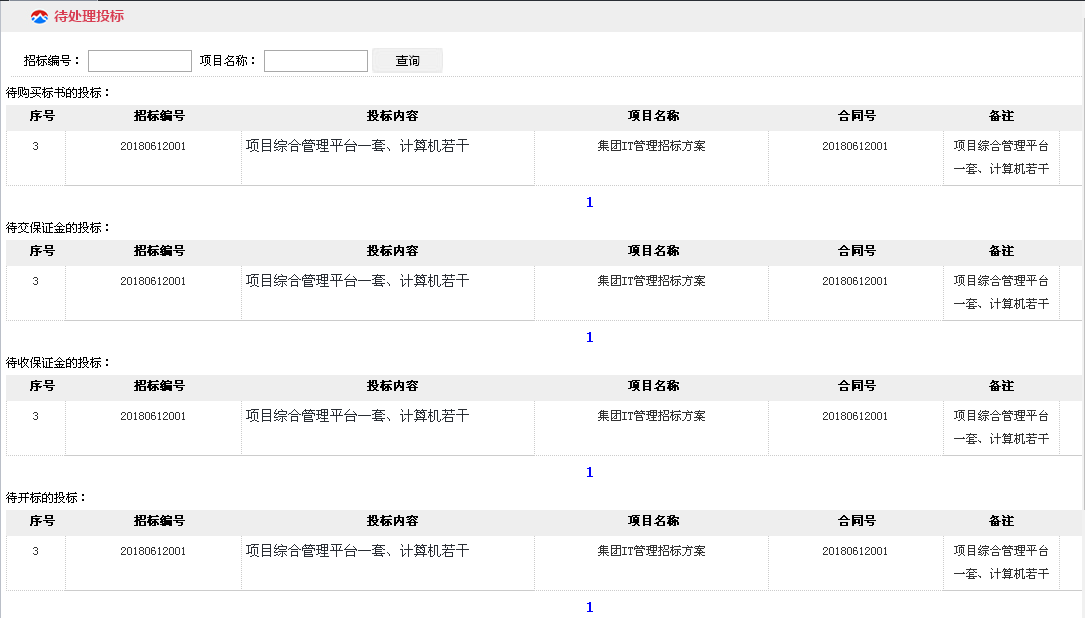 待处理投标
招标编号： 项目名称： 查询
待购买标书的投标：
序号 招标编号 投标内容 项目名称 合同号 备注
3 20180612001 项目综合管理平台一套、计算机若干 集团IT管理招标方案 20180612001 项目综合管理平台
一套、计算机若干
1
待交保证金的投标：
序号 招标编号 投标内容 项目名称 合同号 备注
3 20180612001 项目综合管理平台一套、计算机若干 集团IT管理招标方案 20180612001 项目综合管理平台
一套、计算机若干
1
待收保证金的投标：
序号 招标编号 投标内容 项目名称 合同号 备注
3 20180612001 项目综合管理平台一套、计算机若干 集团IT管理招标方案 20180612001 项目综合管理平台
一套、计算机若干
1
待开标的投标：
序号 招标编号 投标内容 项目名称 合同号 备注
3 20180612001 项目综合管理平台一套、计算机若干 集团IT管理招标方案 20180612001 项目综合管理平台
一套、计算机若干
1